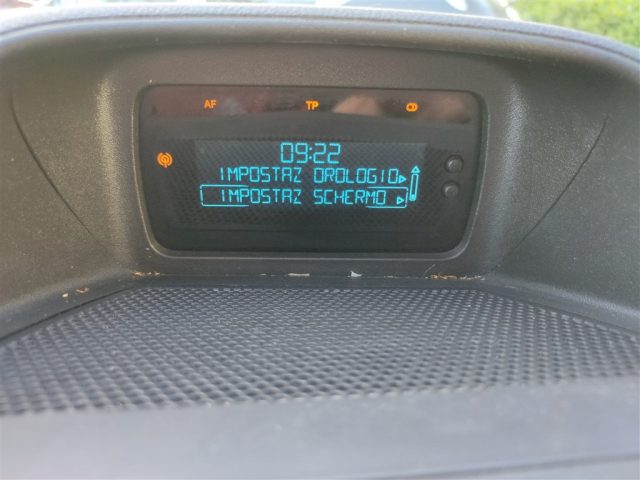 AF TP
09:22
IMPOSTAZ OROLOGIO
IMPOSTAZ SCHERMO